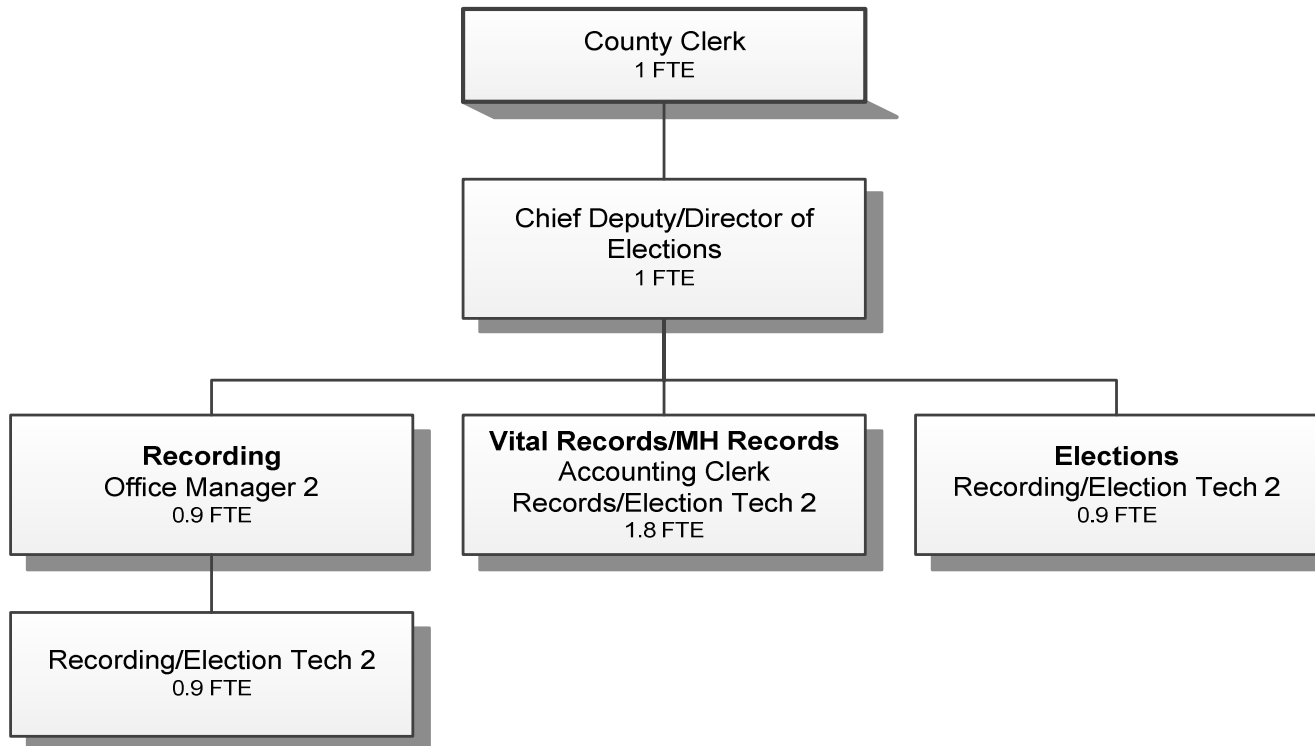 County Clerk
1 FTE
Chief Deputy/Director of
Elections
1 FTE
Recording
Office Manager 2
0.9 FTE
Vital Records/MH Records
Accounting Clerk
Records/Election Tech 2
1.8 FTE
Elections
Recording/Election Tech 2
0.9 FTE
Recording/Election Tech 2
0.9 FTE